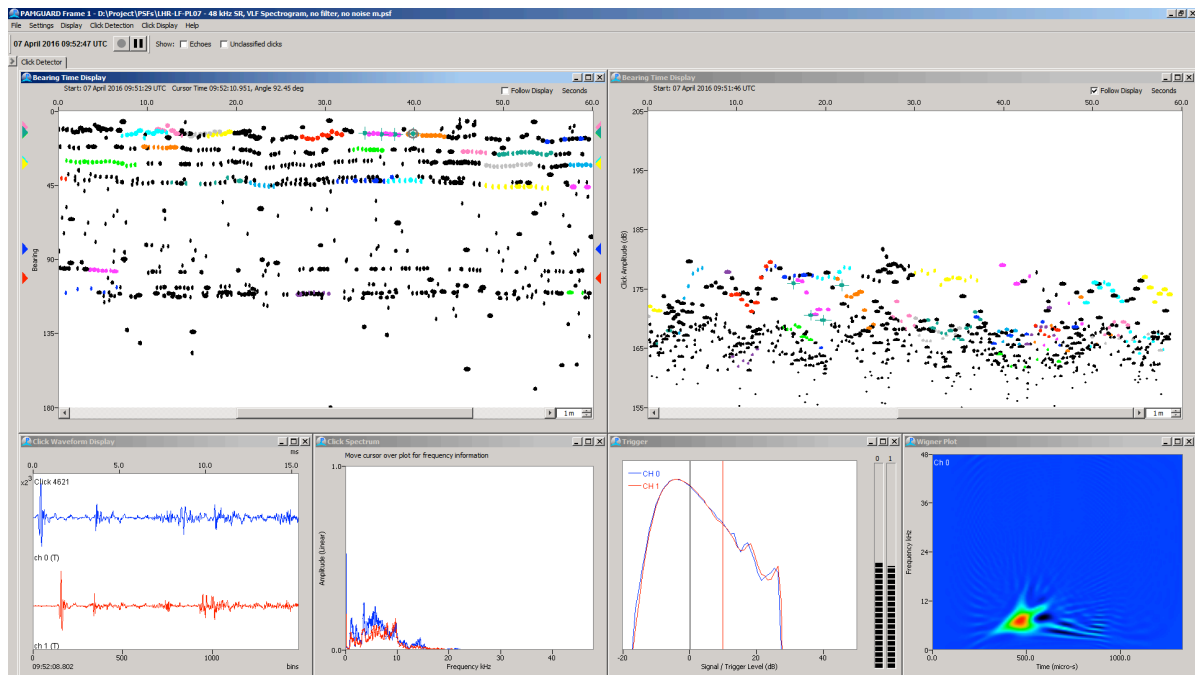 PAMGUARD Frame 1 - D:\Project\PSFs\LHR-LF-PL07 - 48 kHz SR, VLF Spectrogram, no filter, no noise m.psf
File Settings Display Click Detection Click Display Help
07 April 2016 09:52:47 UTC Show: Echoes Unclassified clicks
Click Detector
Bearing Time Display
Start: 07 April 2016 09:51:29 UTC Cursor Time 09:52:10.951, Angle 92.45 deg
Follow Display Seconds
0.0 10.0 20.0 30.0 40.0 50.0 60.0
0
45
90
135
180
Bearing
1 m
Bearing Time Display
Start: 07 April 2016 09:51:46 UTC
Follow Display Seconds
0.0 10.0 20.0 30.0 40.0 50.0 60.0
205
195
185
175
165
155
Click Amplitude (dB)
1 m
Click Waveform Display
ms
0.0 5.0 10.0 15.0
Click 4621
ch 0 (T)
ch 1 (T)
0 500 1000
09:52:08.802 bins
Click Spectrum
Move cursor over plot for frequency information
1.0
0.0
Amplitude (Linear)
0 10 20 30 40
Frequency kHz
Trigger
CH 0
CH 1
0 1
-20 0 20 40
Signal / Trigger Level (dB)
Wigner Plot
Ch 0
48
36
24
12
0
Frequency kHz
0.0 500.0 1000.0
Time (micro-s)